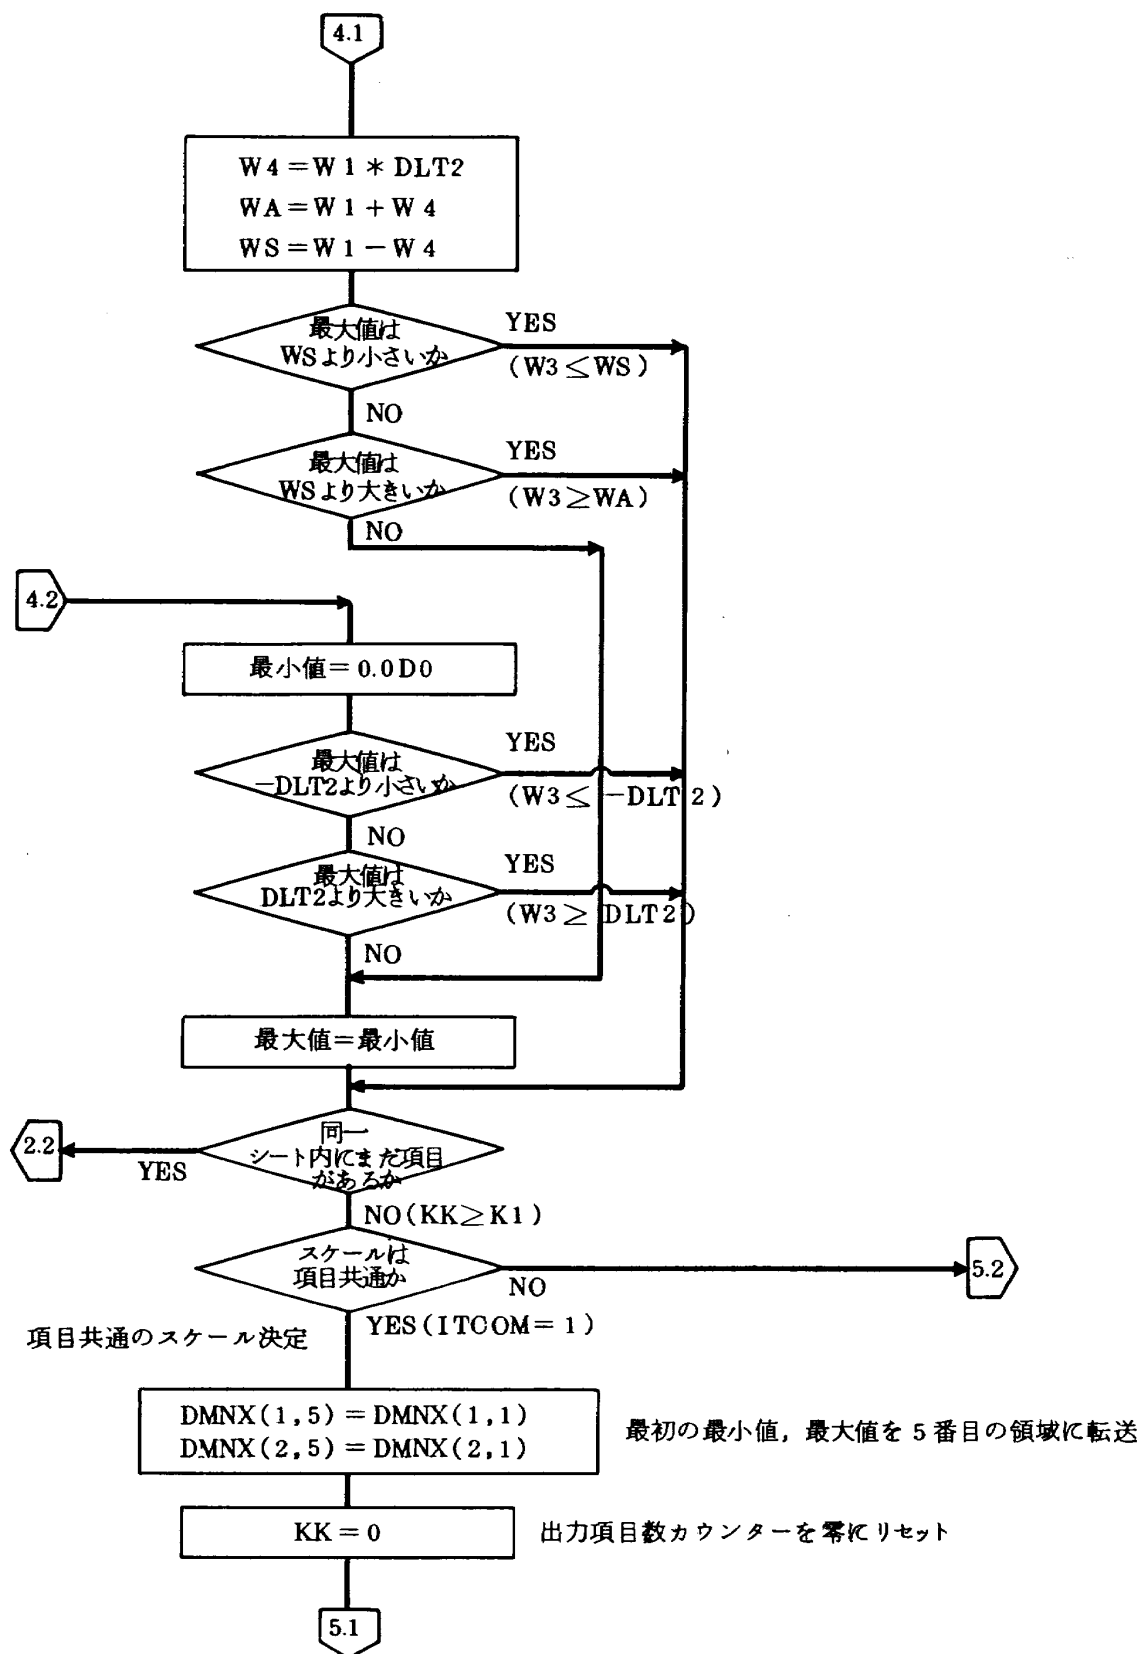 4.1
W4=W1*DLT2
WA=W1+W4
WS=W1-W4
最大値は
WSより小さいか
YES
(W3≦WS)
NO
最大値は
WSより大きいか
YES
(W3≧WA)
NO
4.2
最小値=0.0D0
最大値は
-DLT2より小さいか
YES
(W3≦-DLT2)
NO
最大値は
DLT2より大きいか
YES
(W3≧DLT2)
NO
最大値=最小値
同一
シート内にまだ項目
があるか
2.2
YES
NO(KK≧K1)
スケールは
項目共通か
NO
5.2
YES(ITCOM=1)
項目共通のスケール決定
DMNX(1,5)=DMNX(1,1)
DMNX(2,5)=DMNX(2,1)
最初の最小値,最大値を5番目の領域に転送
KK=0
出力項目数カウンターを零にリセット
5.1